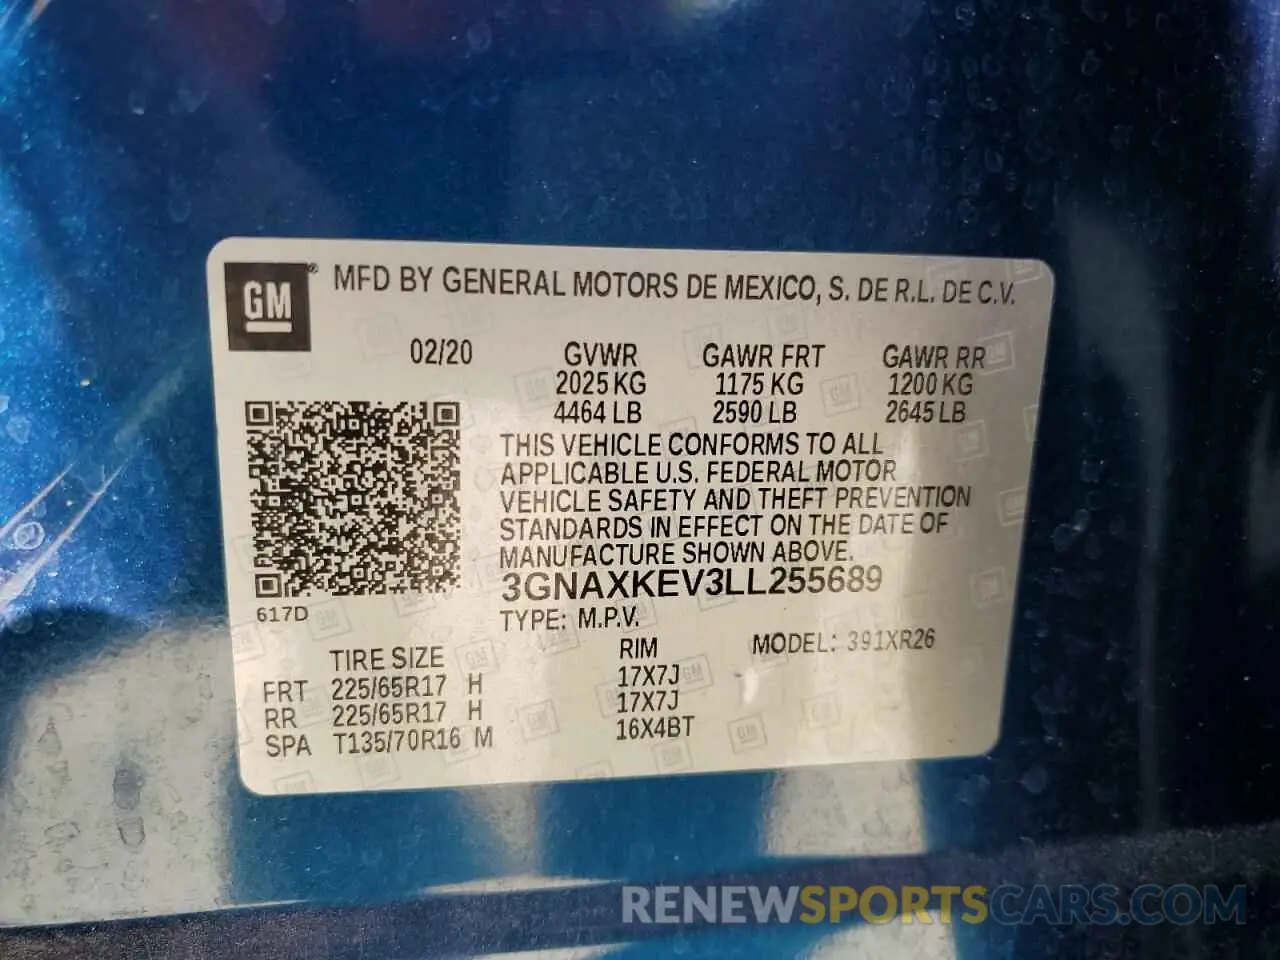 GM ® MFD BY GENERAL MOTORS DE MEXICO, S. DE R.L. DE C.V.
02/20 GVWR GAWR FRT GAWR RR
2025 KG 1175 KG 1200 KG
4464 LB 2590 LB 2645 LB
THIS VEHICLE CONFORMS TO ALL
APPLICABLE U.S. FEDERAL MOTOR
VEHICLE SAFETY AND THEFT PREVENTION
STANDARDS IN EFFECT ON THE DATE OF
MANUFACTURE SHOWN ABOVE.
3GNAXKEV3LL255689
617D
TYPE: M.P.V.
TIRE SIZE RIM MODEL: 391XR26
FRT 225/65R17 H 17X7J
RR 225/65R17 H 17X7J
SPA T135/70R16 M 16X4BT
RENEWSPORTSCARS.COM